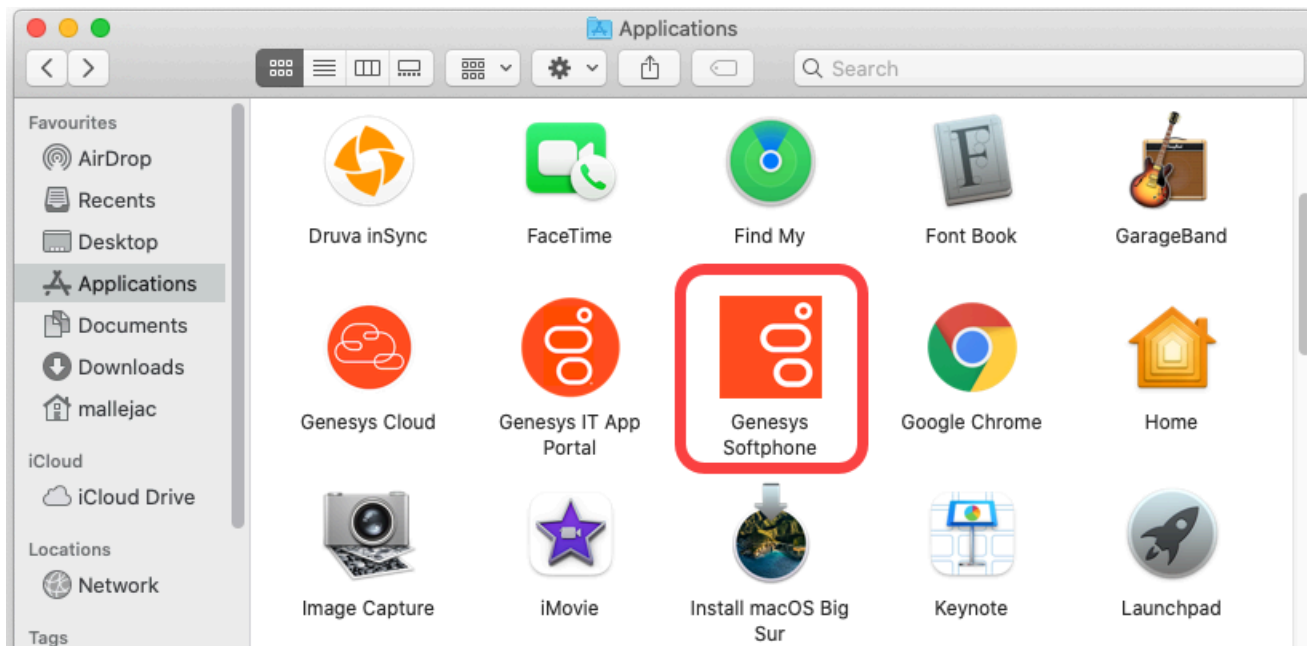 Applications
Search
Favourites
AirDrop
Recents
Desktop
Applications
Documents
Downloads
mallejac
iCloud
iCloud Drive
Locations
Network
Tags
Druva inSync
FaceTime
Find My
Font Book
GarageBand
Genesys Cloud
Genesys IT App
Portal
Genesys
Softphone
Google Chrome
Home
Image Capture
iMovie
Install macOS Big
Sur
Keynote
Launchpad